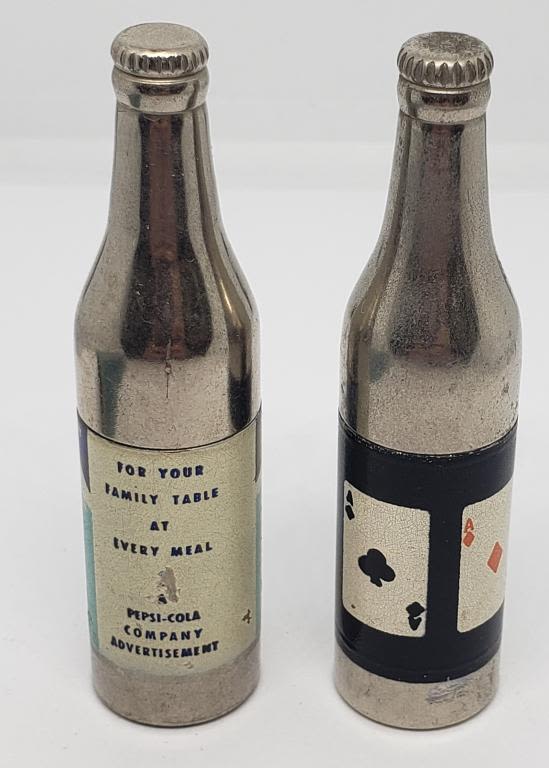 FOR YOUR
FAMILY TABLE
AT
EVERY MEAL
A
PEPSI-COLA
COMPANY
ADVERTISEMENT
A
A